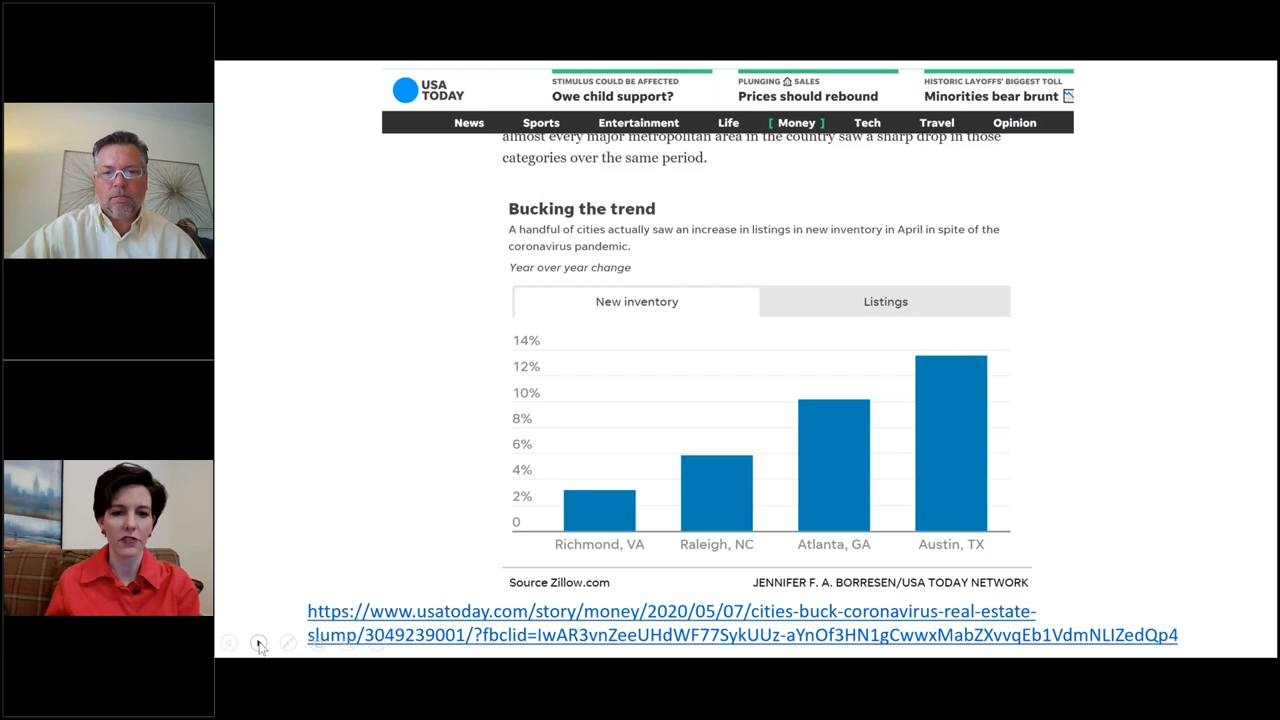 USA
TODAY
STIMULUS COULD BE AFFECTED
Owe child support?
PLUNGING SALES
Prices should rebound
HISTORIC LAYOFFS' BIGGEST TOLL
Minorities bear brunt
News Sports Entertainment Life [ Money ] Tech Travel Opinion
almost every major metropolitan area in the country saw a sharp drop in those
categories over the same period.
Bucking the trend
A handful of cities actually saw an increase in listings in new inventory in April in spite of the
coronavirus pandemic.
Year over year change
New inventory Listings
14%
12%
10%
8%
6%
4%
2%
0
Richmond, VA Raleigh, NC Atlanta, GA Austin, TX
Source Zillow.com JENNIFER F. A. BORRESEN/USA TODAY NETWORK
https://www.usatoday.com/story/money/2020/05/07/cities-buck-coronavirus-real-estate-
slump/3049239001/?fbclid=IwAR3vnZeeUHdWF77SykUUz-aYnOf3HN1gCwwxMabZXvvqEb1VdmNLIZedQp4